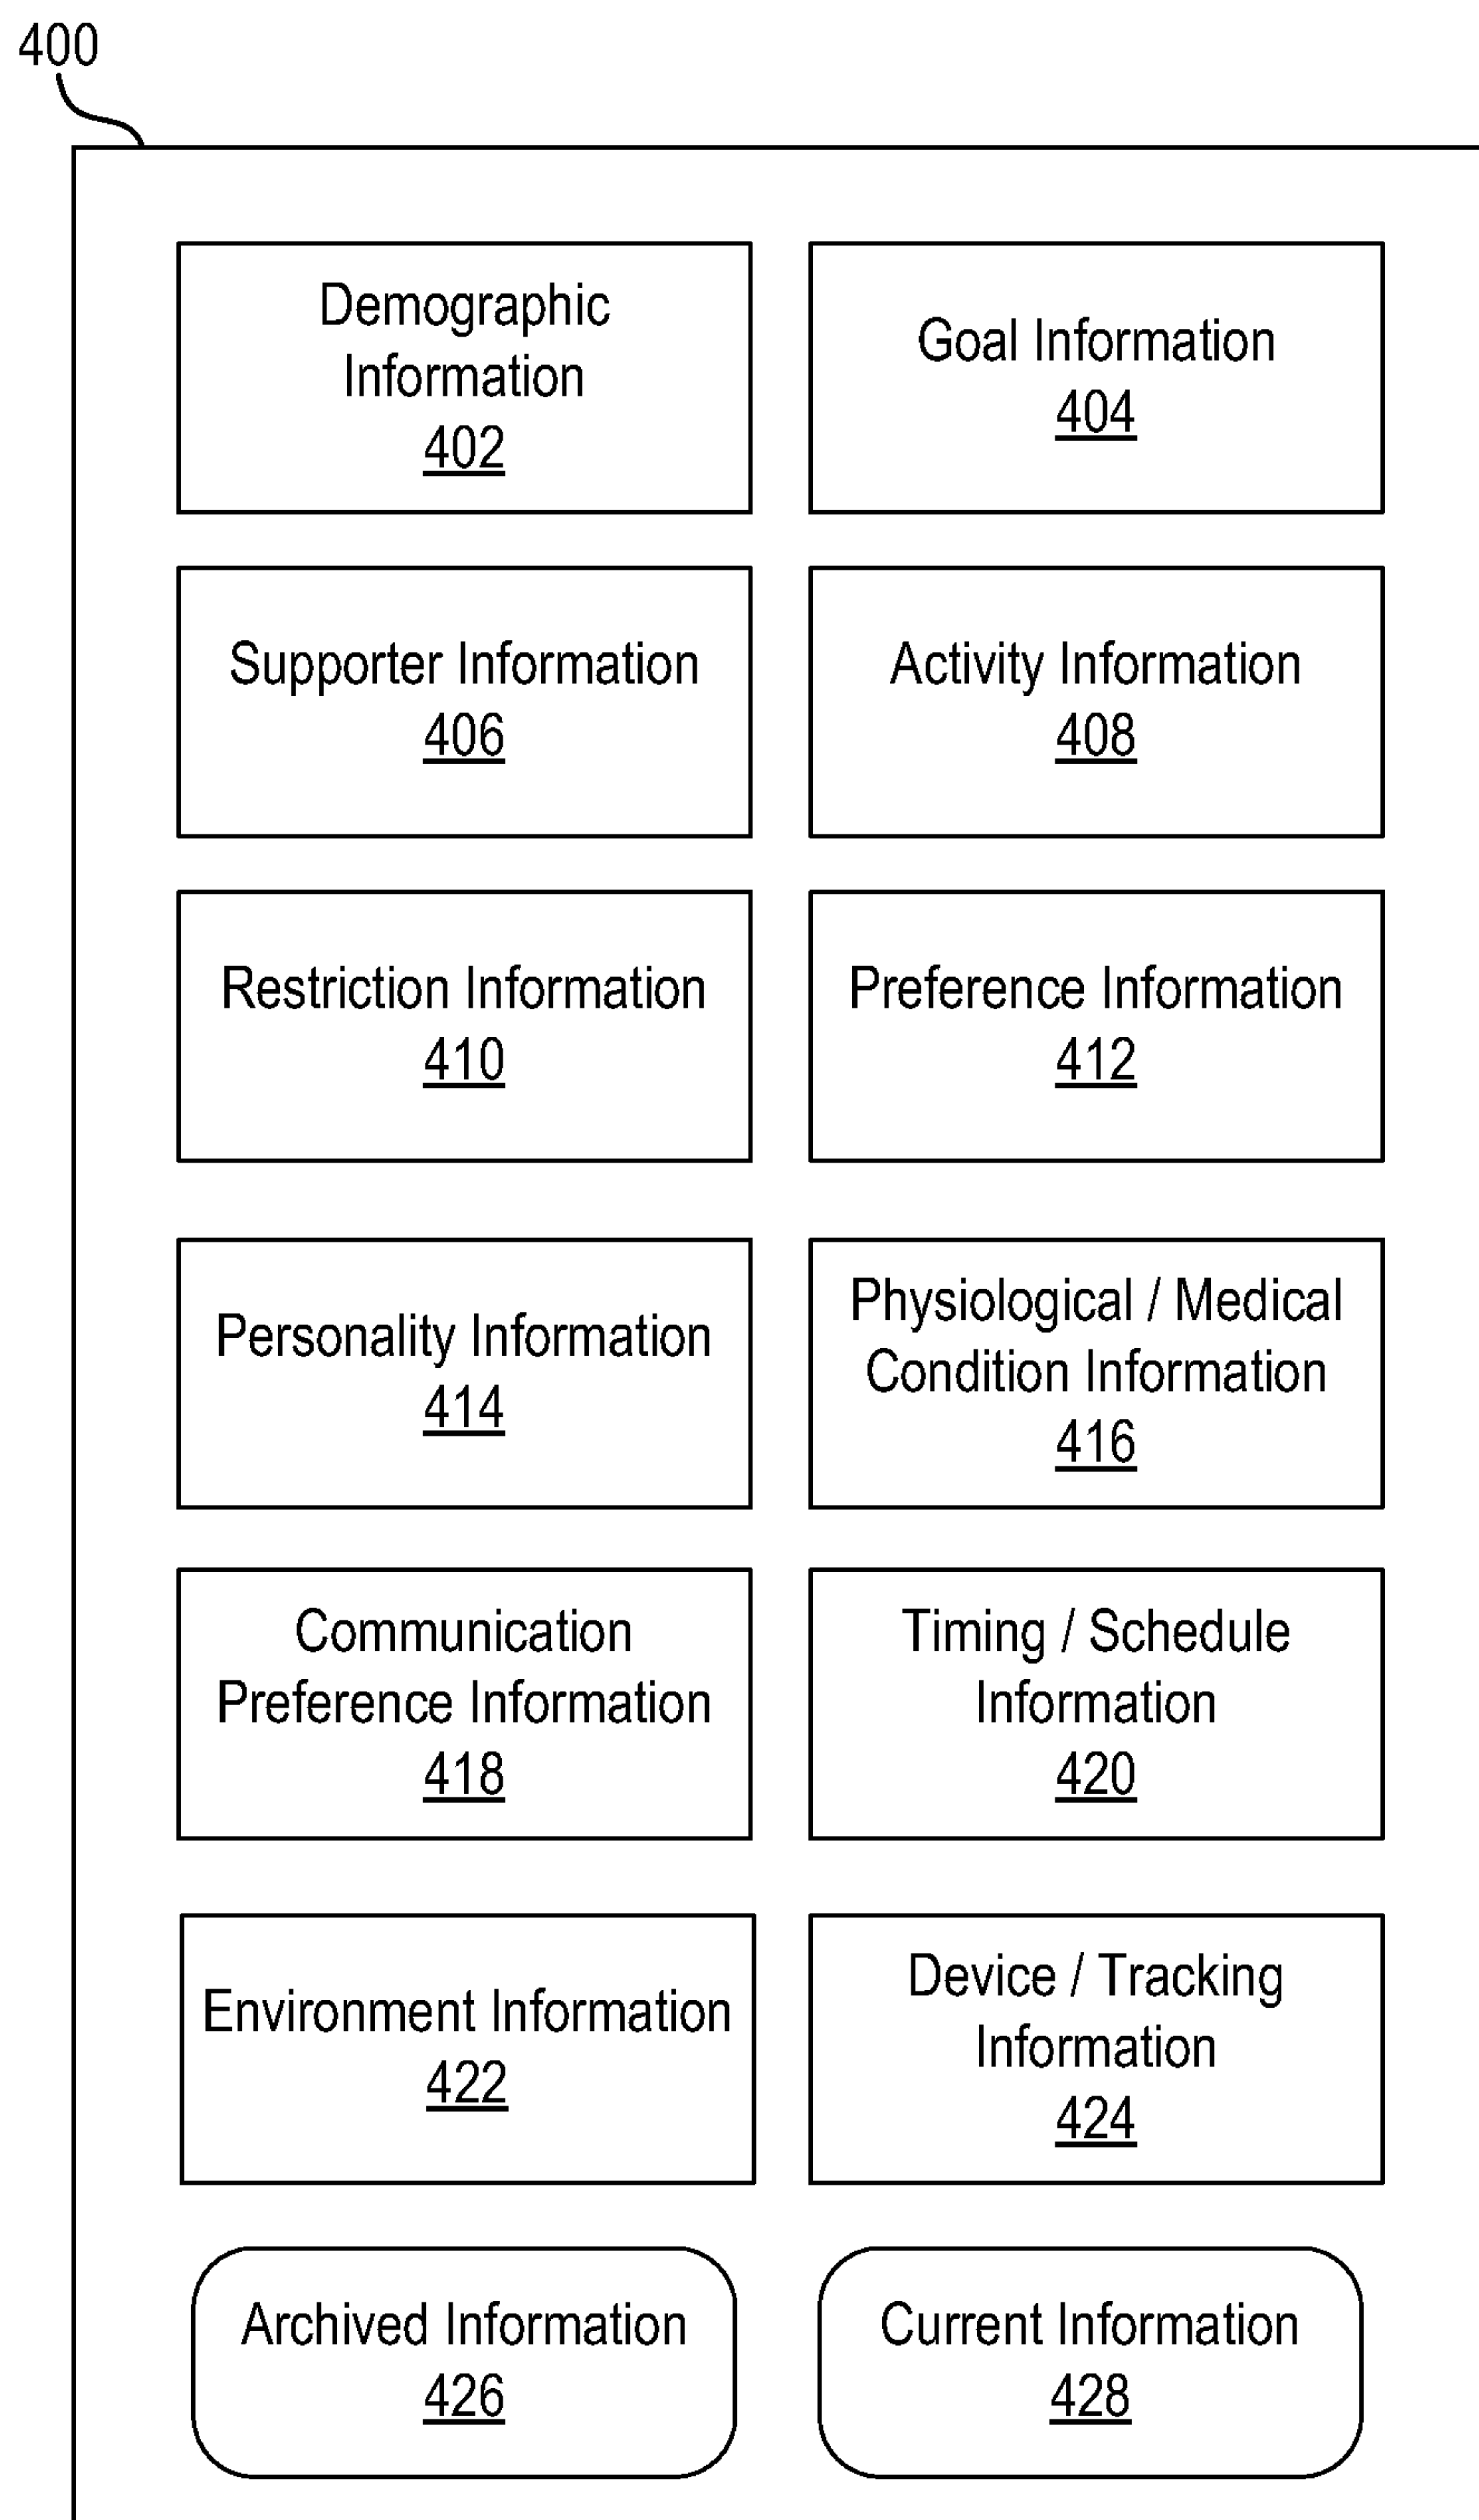 400
Demographic
Information
402
Goal Information
404
Supporter Information
406
Activity Information
408
Restriction Information
410
Preference Information
412
Personality Information
414
Physiological / Medical
Condition Information
416
Communication
Preference Information
418
Timing / Schedule
Information
420
Environment Information
422
Device / Tracking
Information
424
Archived Information
426
Current Information
428